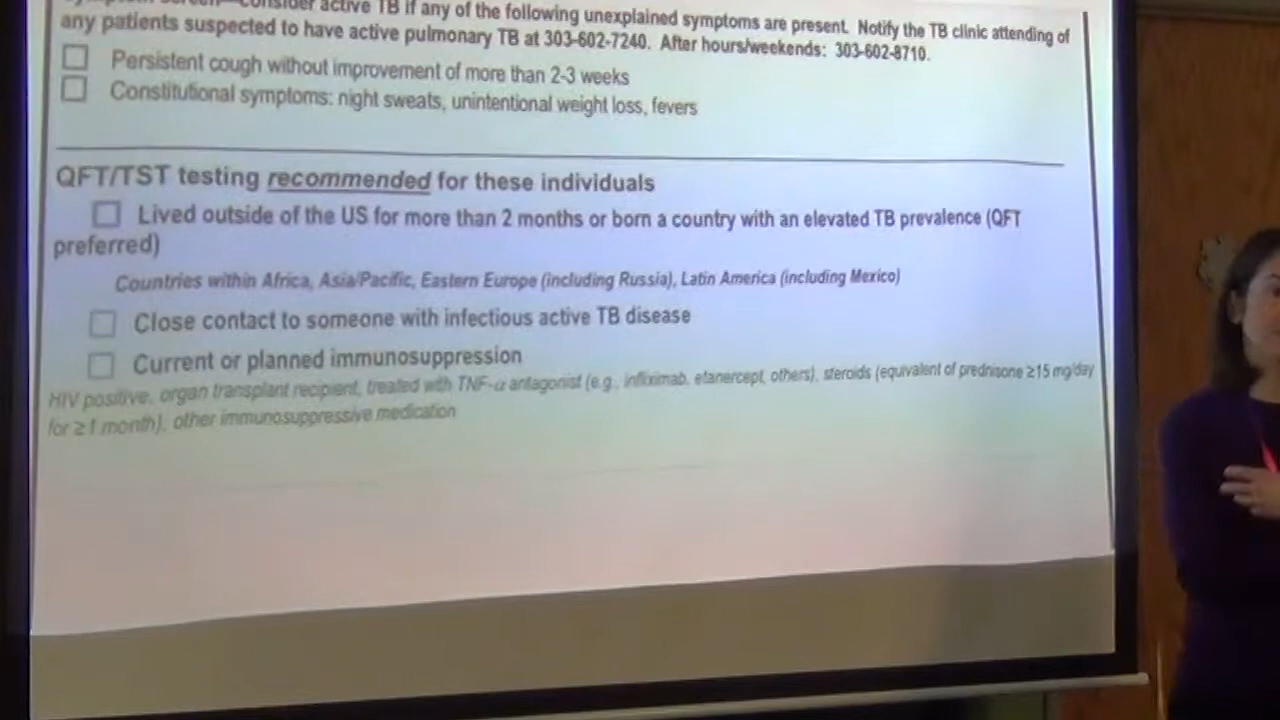 consider active TB if any of the following unexplained symptoms are present. Notify the TB clinic attending of
any patients suspected to have active pulmonary TB at 303-602-7240. After hours/weekends: 303-602-8710.
Persistent cough without improvement of more than 2-3 weeks
Constitutional symptoms: night sweats, unintentional weight loss, fevers
QFT/TST testing recommended for these individuals
Lived outside of the US for more than 2 months or born a country with an elevated TB prevalence (QFT
preferred)
Countries within Africa, Asia/Pacific, Eastern Europe (including Russia), Latin America (including Mexico)
Close contact to someone with infectious active TB disease
Current or planned immunosuppression
HIV positive, organ transplant recipient, treated with TNF-α antagonist (e.g., infliximab, etanercept, others), steroids (equivalent of prednisone ≥15 mg/day
for ≥1 month), other immunosuppressive medication